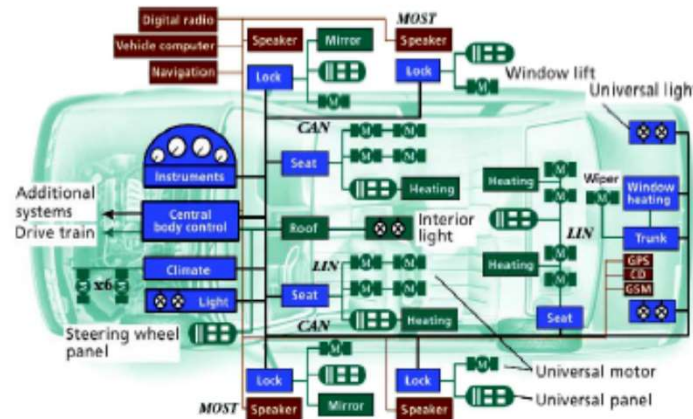 Digital radio
MOST
Speaker
Mirror
Speaker
Vehicle computer
Navigation
Lock
Lock
Window lift
M
M
Universal light
CAN
M
M
Seat
M
M
Instruments
Heating
Heating
M
Wiper
M
Window heating
M
Additional systems
Central body control
Roof
Interior light
LIN
Trunk
Drive train
GPS
Climate
LIN
M
M
Heating
M
CD
M
x6
M
M
M
M
GSM
Light
Seat
CAN
Heating
Seat
Steering wheel panel
M
M
Universal motor
Lock
Lock
Universal panel
MOST
Speaker
Mirror
Speaker